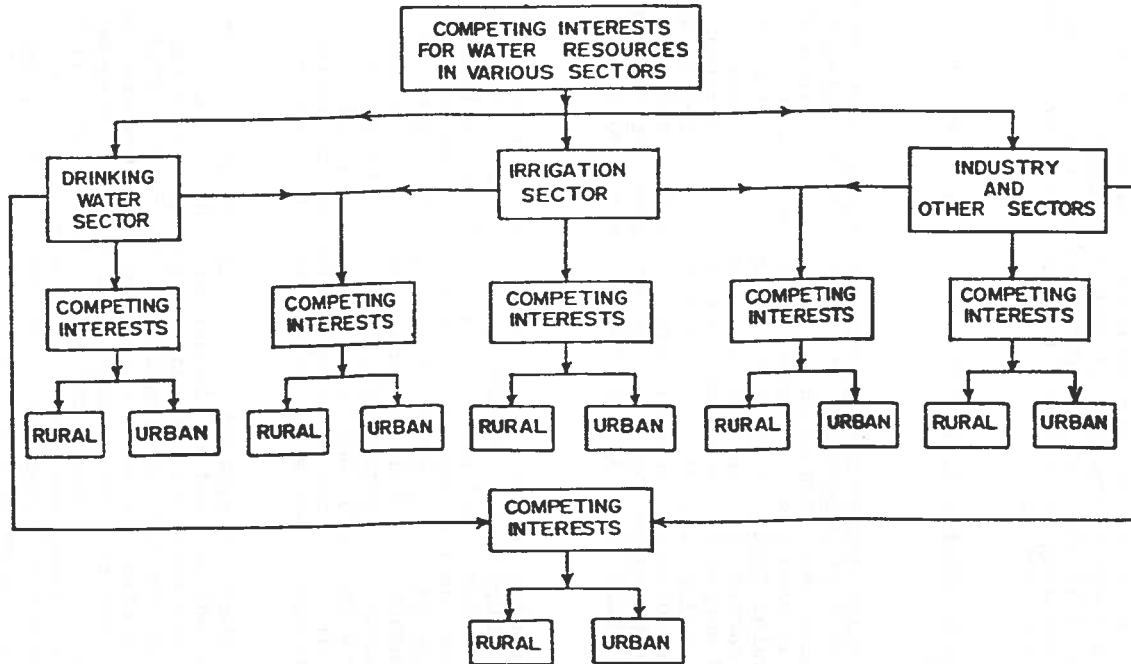 COMPETING INTERESTS
FOR WATER RESOURCES
IN VARIOUS SECTORS
DRINKING
WATER
SECTOR
IRRIGATION
SECTOR
INDUSTRY
AND
OTHER SECTORS
COMPETING
INTERESTS
COMPETING
INTERESTS
COMPETING
INTERESTS
COMPETING
INTERESTS
COMPETING
INTERESTS
RURAL
URBAN
RURAL
URBAN
RURAL
URBAN
RURAL
URBAN
RURAL
URBAN
COMPETING
INTERESTS
RURAL
URBAN